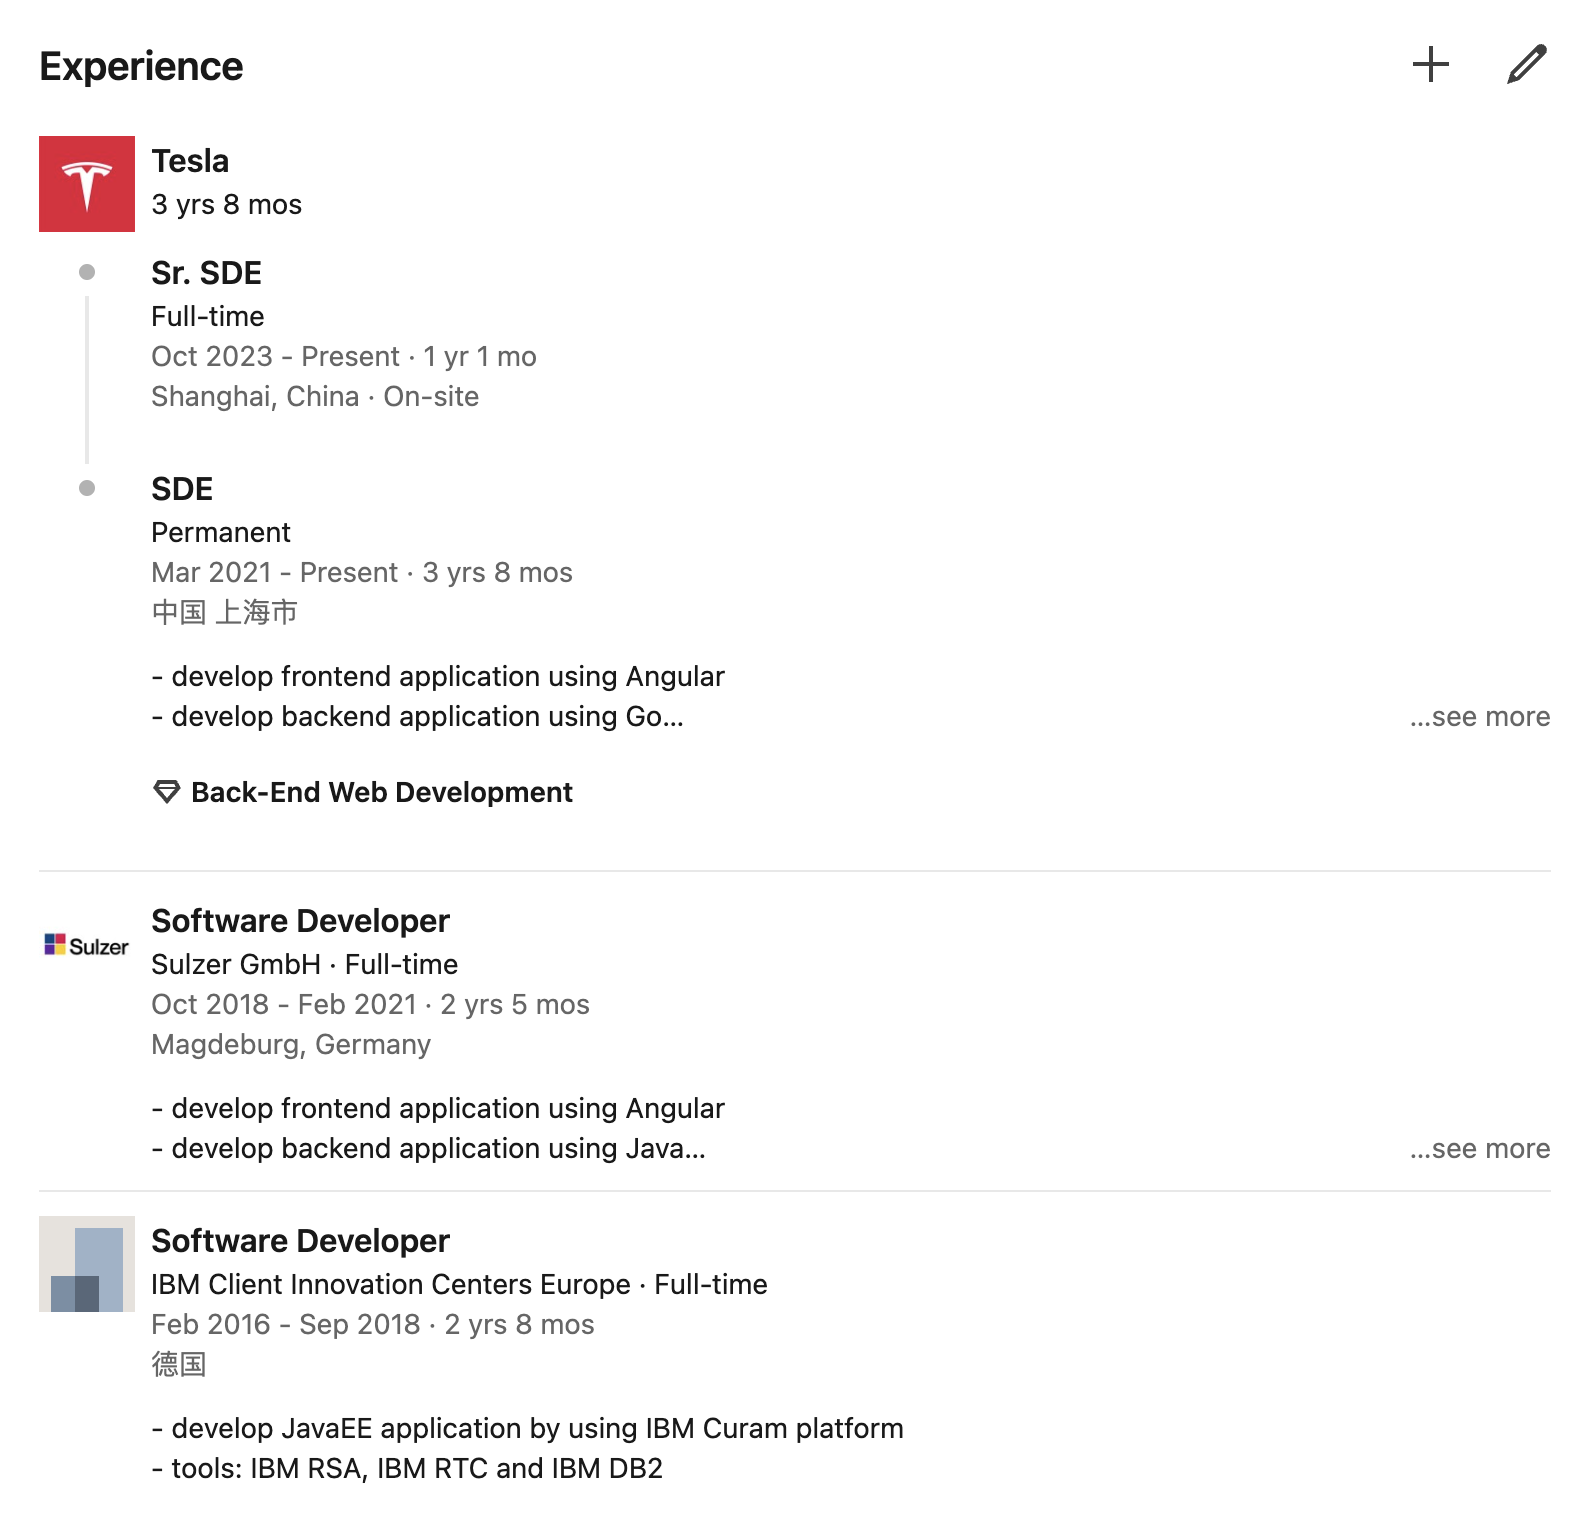 Experience
Tesla
3 yrs 8 mos
Sr. SDE
Full-time
Oct 2023 - Present · 1 yr 1 mo
Shanghai, China · On-site
SDE
Permanent
Mar 2021 - Present · 3 yrs 8 mos
中国 上海市
- develop frontend application using Angular
- develop backend application using Go...
...see more
Back-End Web Development
Sulzer
Software Developer
Sulzer GmbH · Full-time
Oct 2018 - Feb 2021 · 2 yrs 5 mos
Magdeburg, Germany
- develop frontend application using Angular
- develop backend application using Java...
...see more
Software Developer
IBM Client Innovation Centers Europe · Full-time
Feb 2016 - Sep 2018 · 2 yrs 8 mos
德国
- develop JavaEE application by using IBM Curam platform
- tools: IBM RSA, IBM RTC and IBM DB2